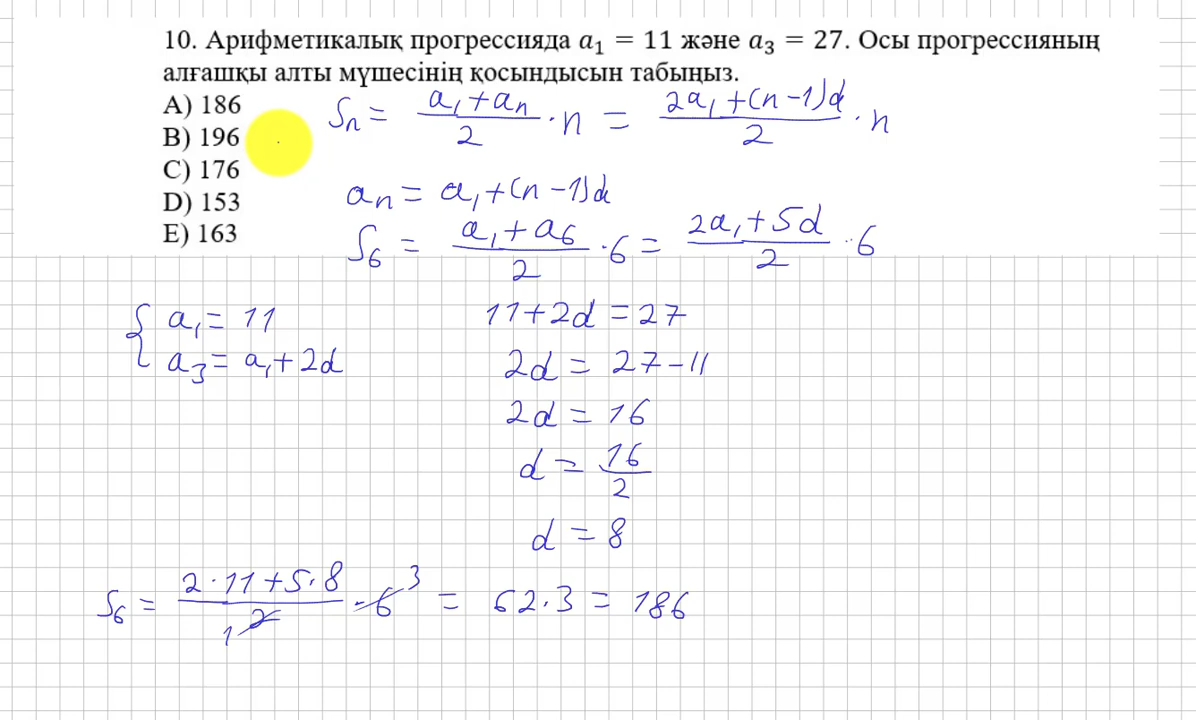 10. Арифметикалық прогрессияда a₁ = 11 және a₃ = 27. Осы прогрессияның
алғашқы алты мүшесінің қосындысын табыңыз.
A) 186
B) 196
C) 176
D) 153
E) 163
Sₙ = (a₁ + aₙ)/2 · n = (2a₁ + (n − 1)d)/2 · n
aₙ = a₁ + (n − 1)d
S₆ = (a₁ + a₆)/2 · 6 = (2a₁ + 5d)/2 · 6
{ a₁ = 11
a₃ = a₁ + 2d
11 + 2d = 27
2d = 27 − 11
2d = 16
d = 16/2
d = 8
S₆ = (2 · 11 + 5 · 8)/2 1 · 6 3 = 62 · 3 = 186